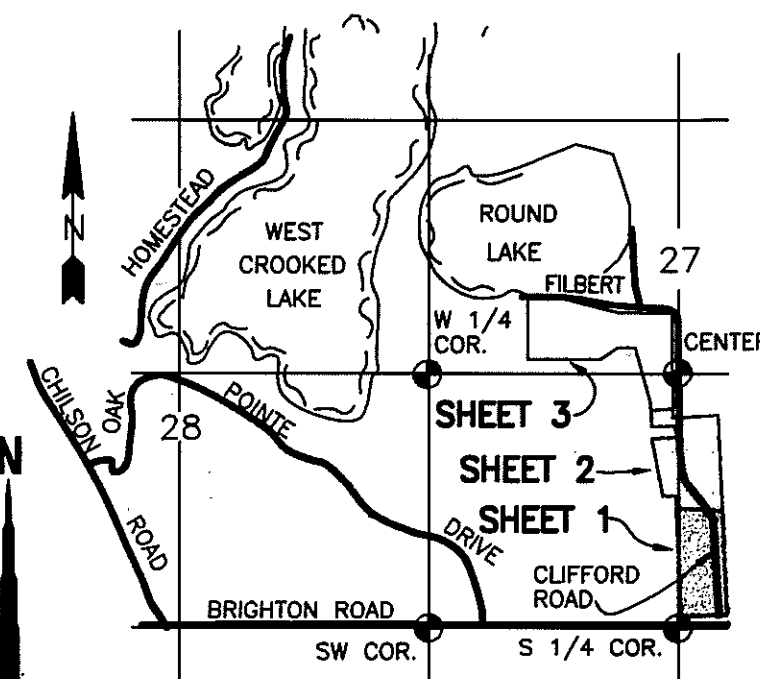 N
HOMESTEAD
WEST
CROOKED
LAKE
ROUND
LAKE
27
FILBERT
W 1/4
COR.
CENTER
CHILSON
ROAD
OAK
POINTE
DRIVE
28
SHEET 3
SHEET 2
SHEET 1
N
CLIFFORD
ROAD
BRIGHTON ROAD
SW COR.
S 1/4 COR.